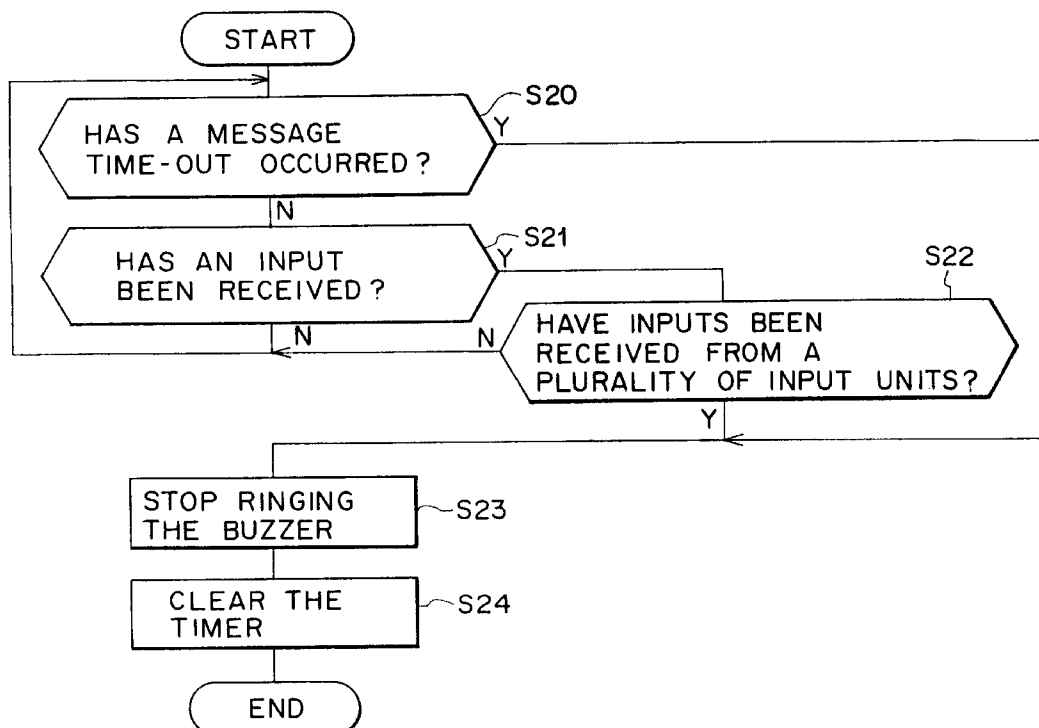 START
S20
HAS A MESSAGE
TIME-OUT OCCURRED?
Y
N
S21
HAS AN INPUT
BEEN RECEIVED?
Y
N
S22
HAVE INPUTS BEEN
RECEIVED FROM A
PLURALITY OF INPUT UNITS?
N
Y
STOP RINGING
THE BUZZER
S23
CLEAR THE
TIMER
S24
END